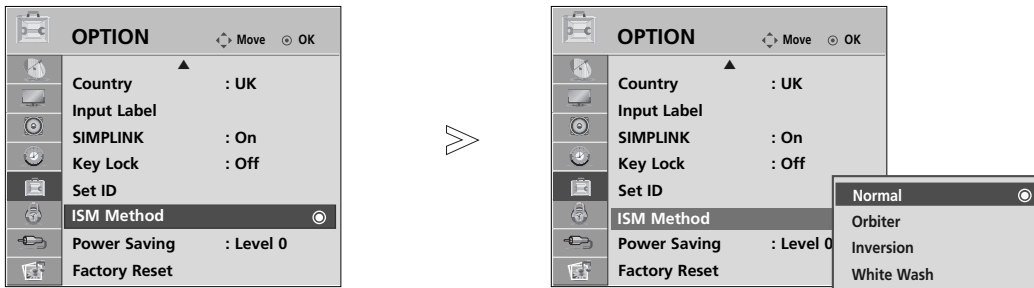 OPTION Move OK
Country : UK
Input Label
SIMPLINK : On
Key Lock : Off
Set ID
ISM Method
Power Saving : Level 0
Factory Reset
OPTION Move OK
Country : UK
Input Label
SIMPLINK : On
Key Lock : Off
Set ID
ISM Method
Power Saving : Level 0
Factory Reset
Normal
Orbiter
Inversion
White Wash